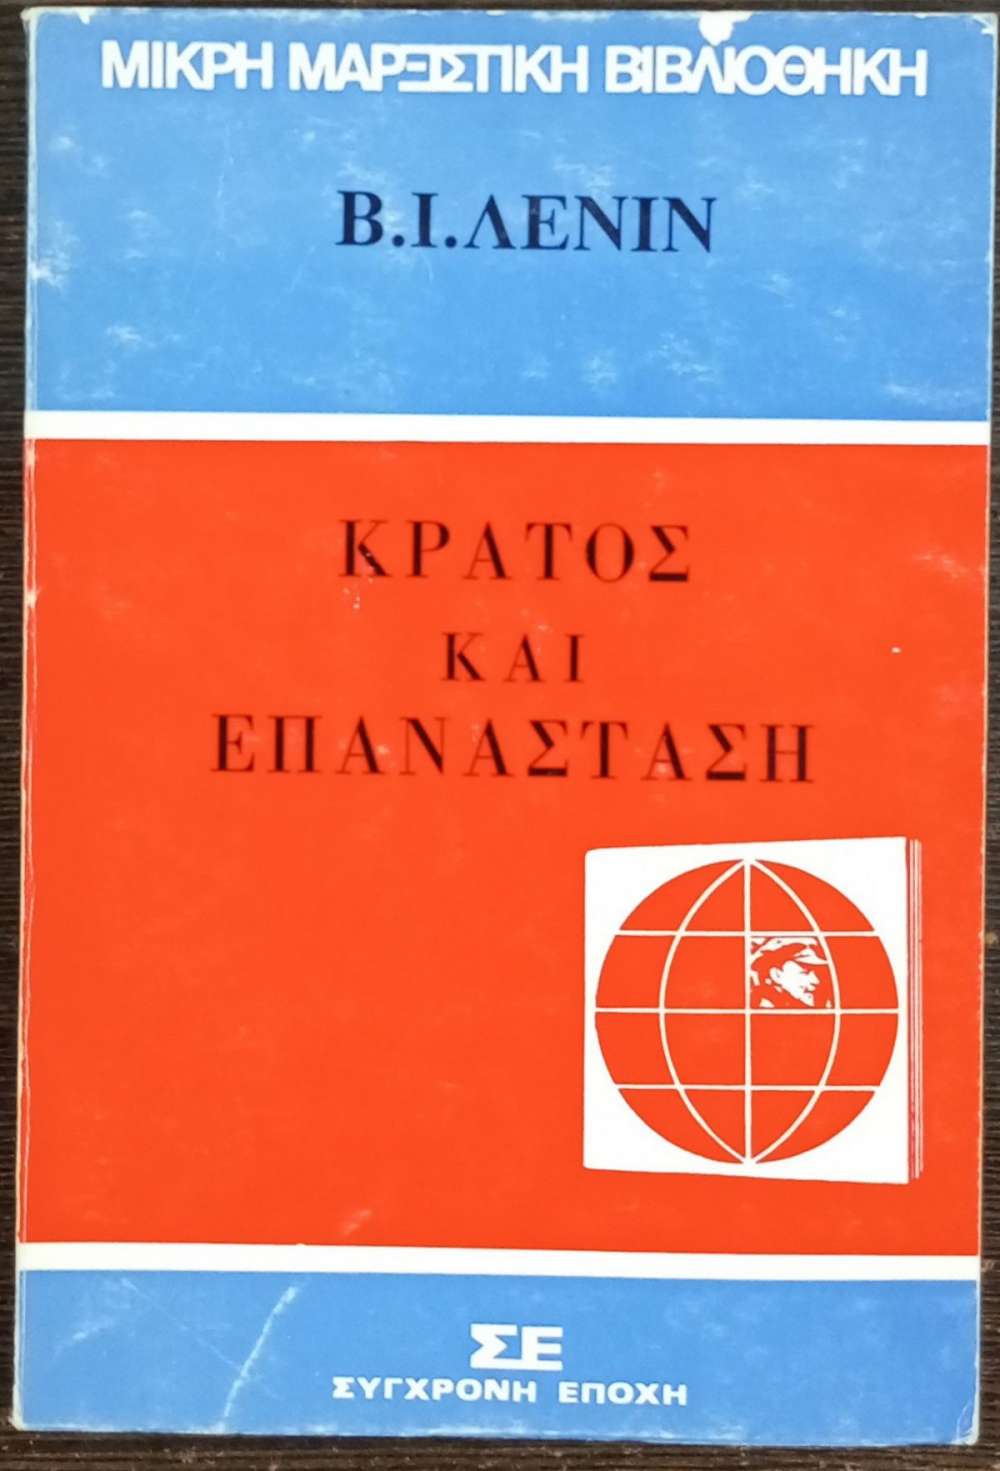 ΜΙΚΡΗ ΜΑΡΞΙΣΤΙΚΗ ΒΙΒΛΙΟΘΗΚΗ
Β.Ι.ΛΕΝΙΝ
ΚΡΑΤΟΣ
ΚΑΙ
ΕΠΑΝΑΣΤΑΣΗ
ΣΕ
ΣΥΓΧΡΟΝΗ ΕΠΟΧΗ